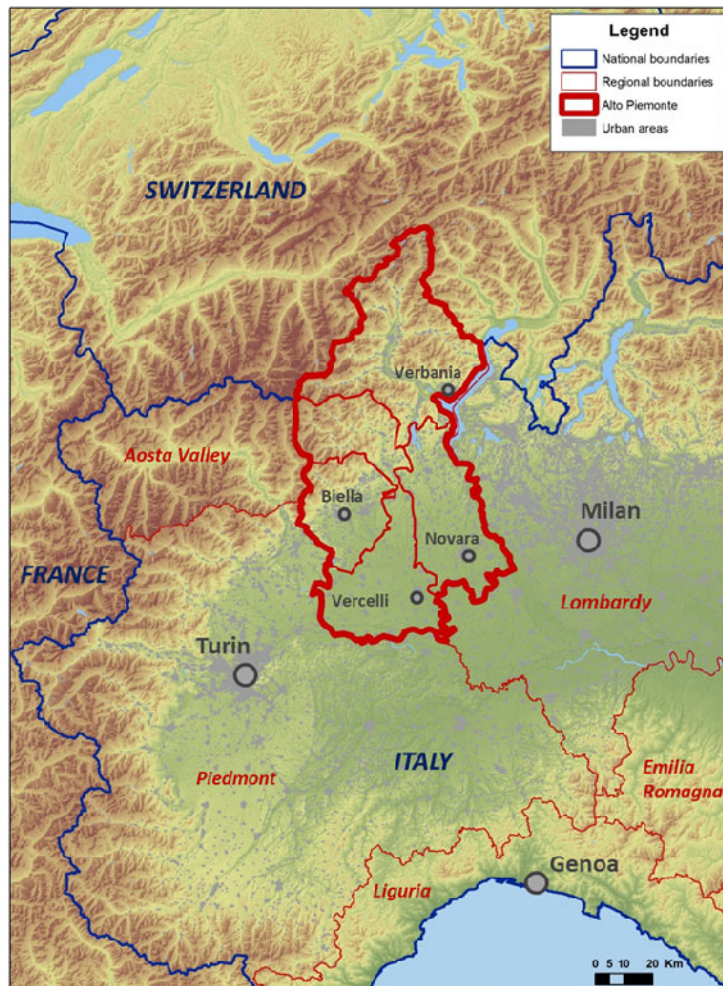 Legend
National boundaries
Regional boundaries
Alto Piemonte
Urban areas
SWITZERLAND
Verbania
Aosta Valley
Biella
Milan
Novara
FRANCE
Vercelli
Lombardy
Turin
ITALY
Piedmont
Emilia
Romagna
Genoa
Liguria
0 5 10 20 Km